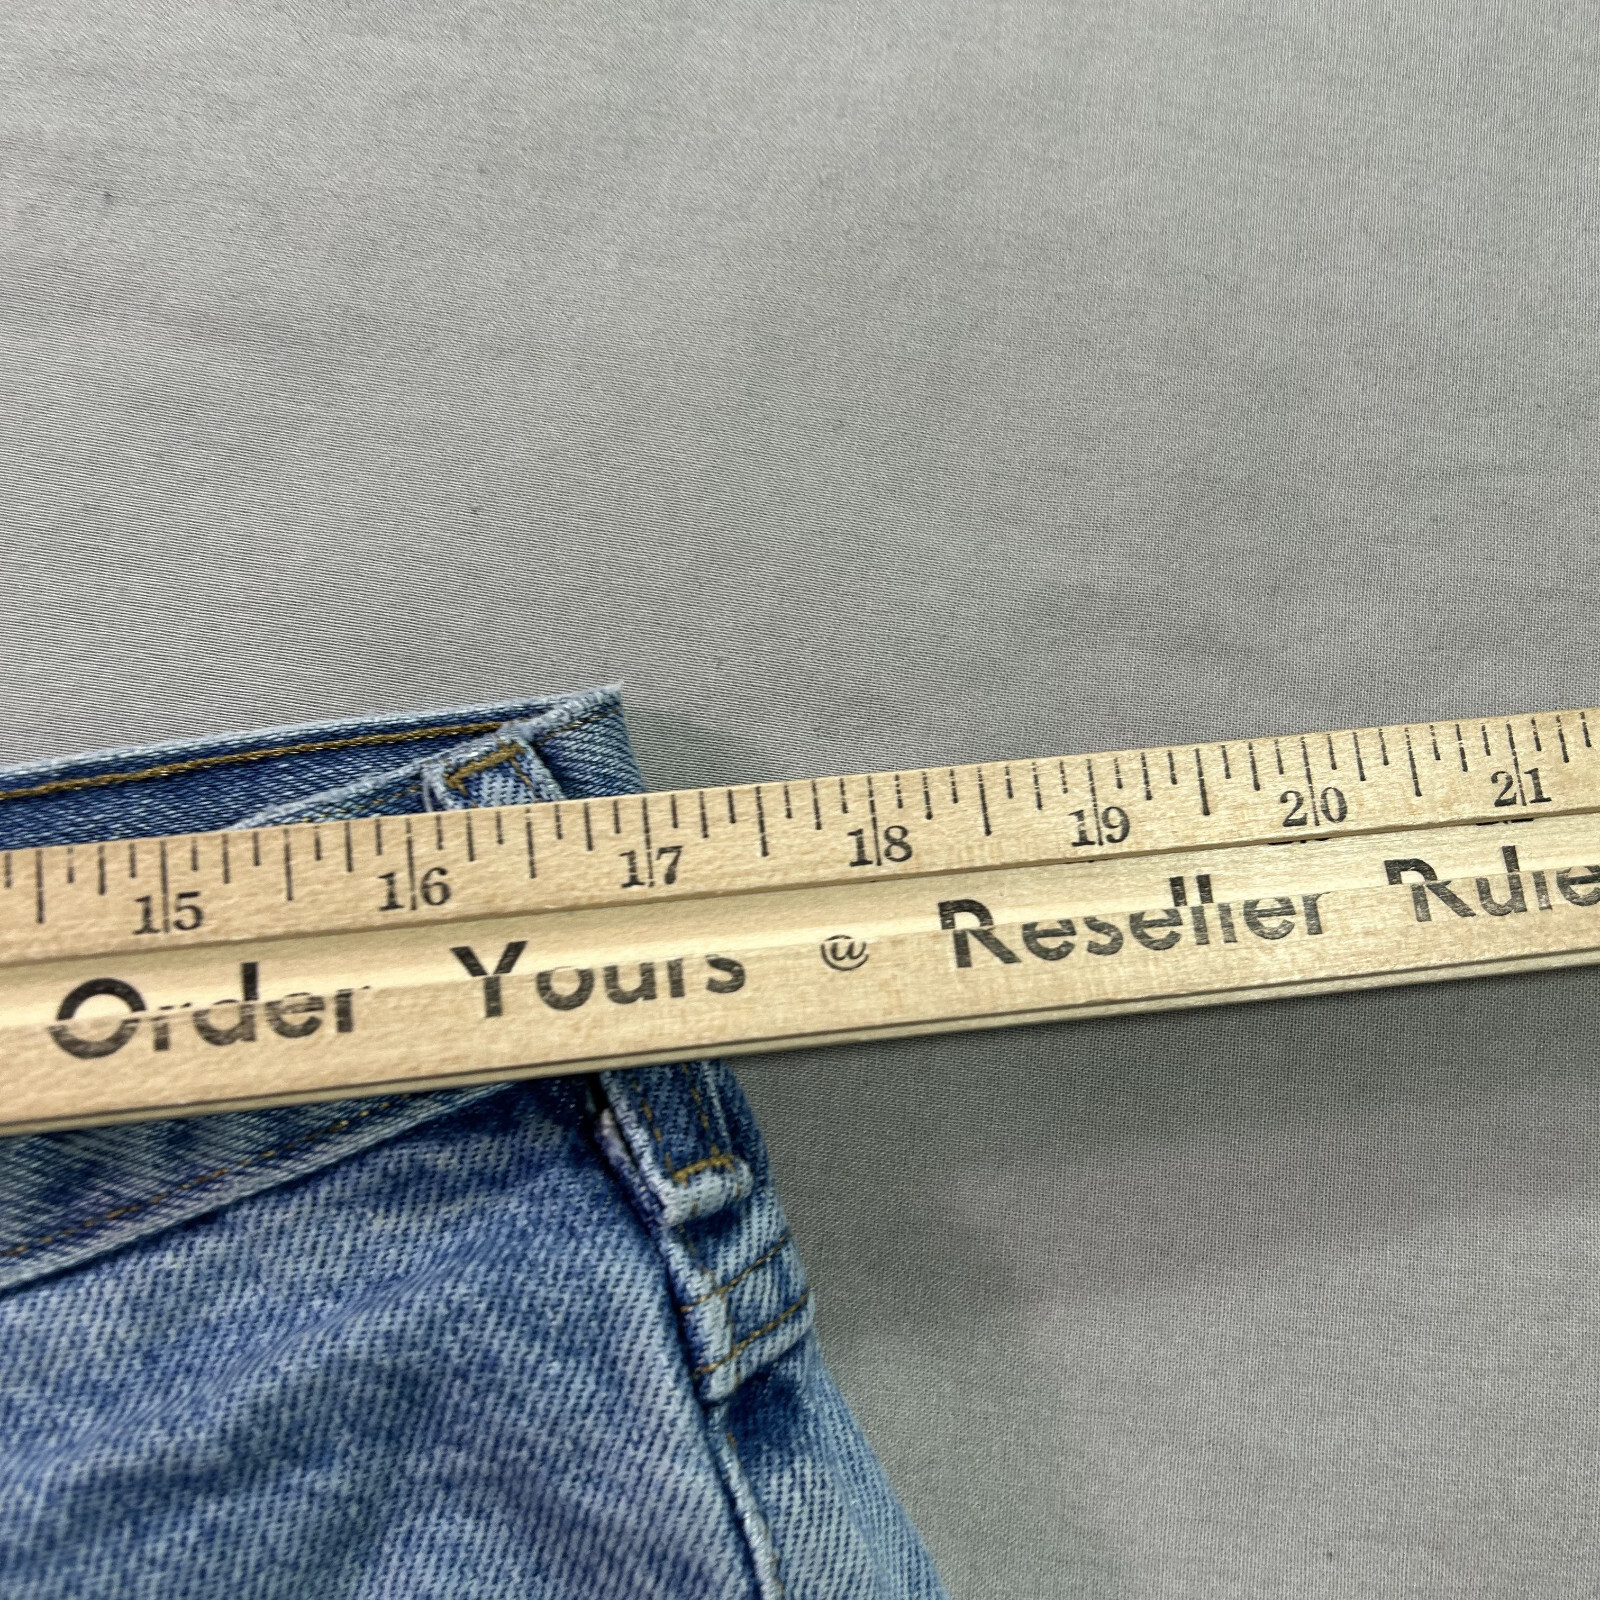 15 16 17 18 19 20 21
Order Yours @ Reseller Rule